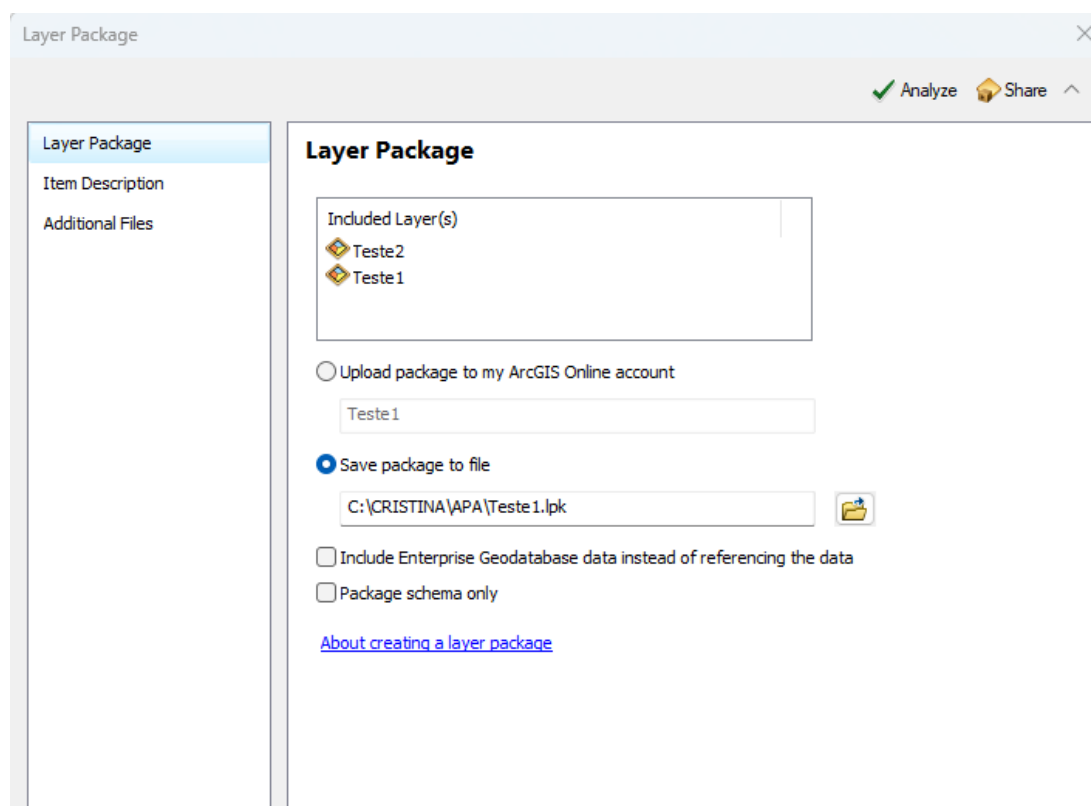 Layer Package
Analyze Share
Layer Package
Item Description
Additional Files
Layer Package
Included Layer(s)
Teste2
Teste1
Upload package to my ArcGIS Online account
Teste1
Save package to file
C:\CRISTINA\APA\Teste1.lpk
Include Enterprise Geodatabase data instead of referencing the data
Package schema only
About creating a layer package